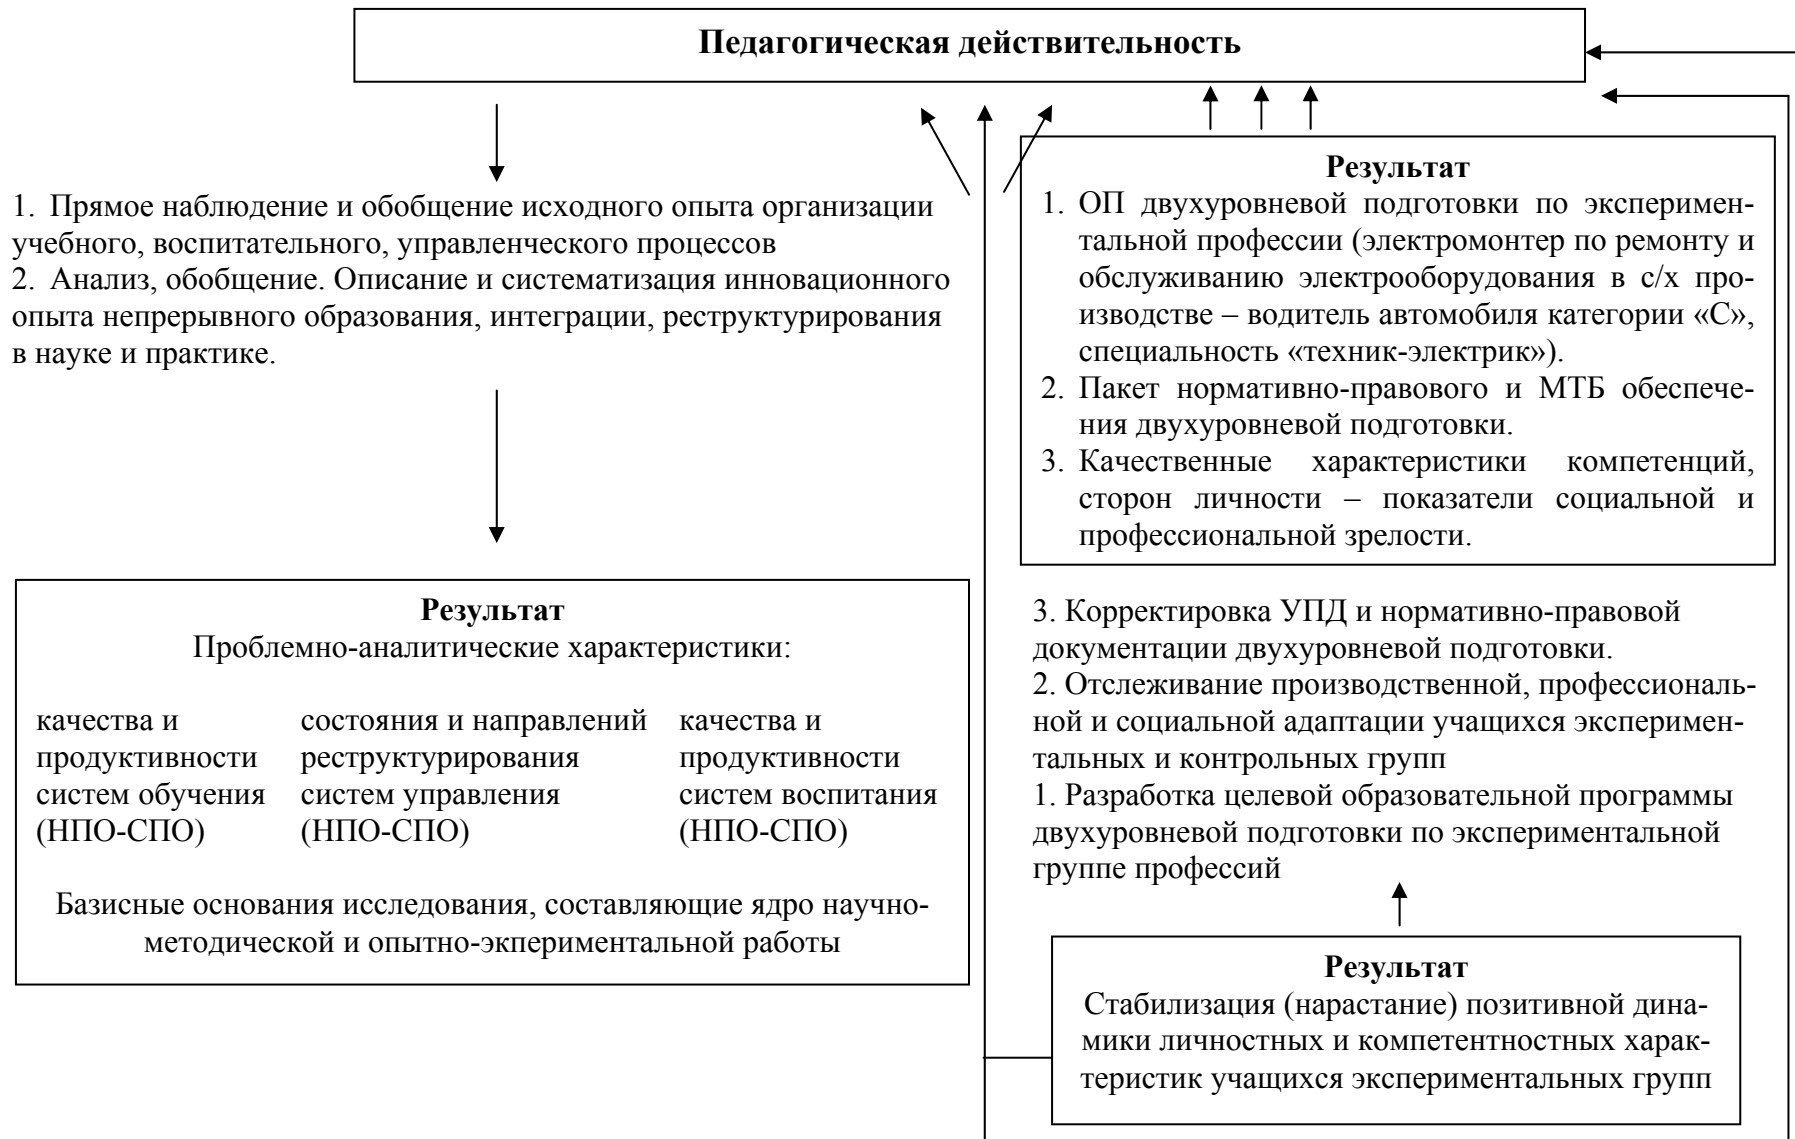 Педагогическая действительность
1. Прямое наблюдение и обобщение исходного опыта организации
учебного, воспитательного, управленческого процессов
2. Анализ, обобщение. Описание и систематизация инновационного
опыта непрерывного образования, интеграции, реструктурирования
в науке и практике.
Результат
Проблемно-аналитические характеристики:
качества и
продуктивности
систем обучения
(НПО-СПО)
состояния и направлений
реструктурирования
систем управления
(НПО-СПО)
качества и
продуктивности
систем воспитания
(НПО-СПО)
Базисные основания исследования, составляющие ядро научно-
методической и опытно-экпериментальной работы
Результат
1. ОП двухуровневой подготовки по эксперимен-
тальной профессии (электромонтер по ремонту и
обслуживанию электрооборудования в с/х про-
изводстве – водитель автомобиля категории «С»,
специальность «техник-электрик»).
2. Пакет нормативно-правового и МТБ обеспече-
ния двухуровневой подготовки.
3. Качественные характеристики компетенций,
сторон личности – показатели социальной и
профессиональной зрелости.
3. Корректировка УПД и нормативно-правовой
документации двухуровневой подготовки.
2. Отслеживание производственной, профессиональ-
ной и социальной адаптации учащихся эксперимен-
тальных и контрольных групп
1. Разработка целевой образовательной программы
двухуровневой подготовки по экспериментальной
группе профессий
Результат
Стабилизация (нарастание) позитивной дина-
мики личностных и компетентностных харак-
теристик учащихся экспериментальных групп